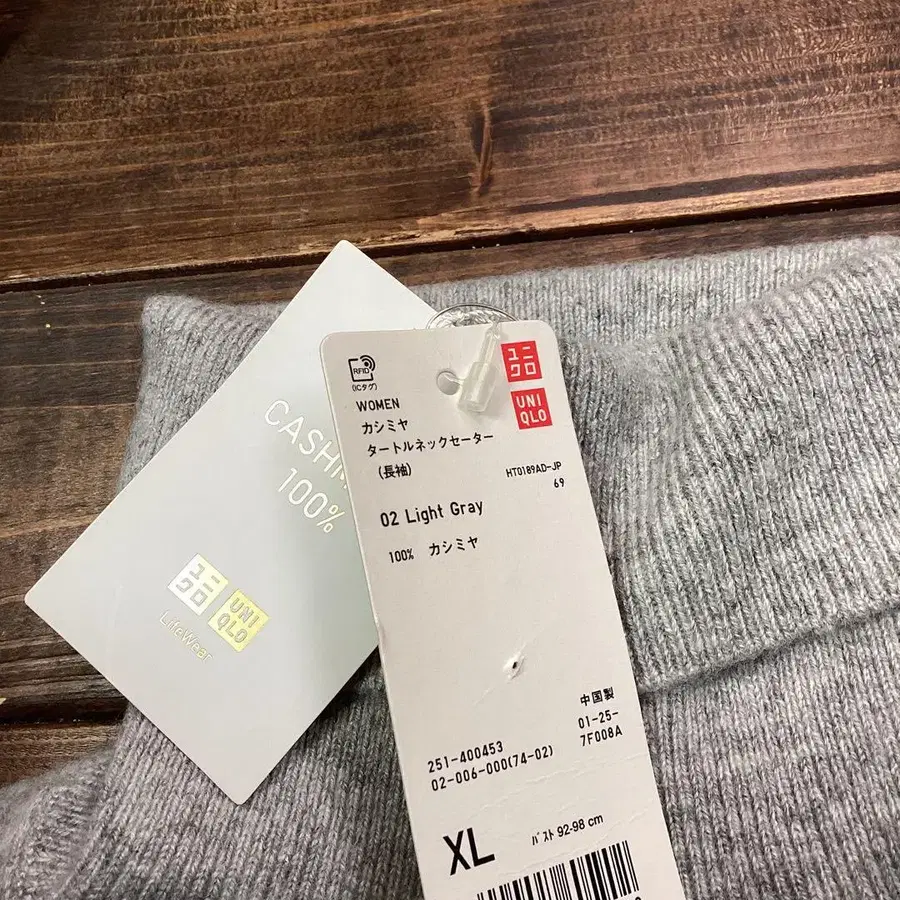 CASHM
100%
ユニ
クロ
UNI
QLO
LifeWear
RFID
(ICタグ)
ユニ
クロ
UNI
QLO
WOMEN
カシミヤ
タートルネックセーター
(長袖)
HT0189AD-JP
69
02 Light Gray
100% カシミヤ
中国製
251-400453
01-25-
02-006-000(74-02)
7F008A
XL
バスト 92-98 cm